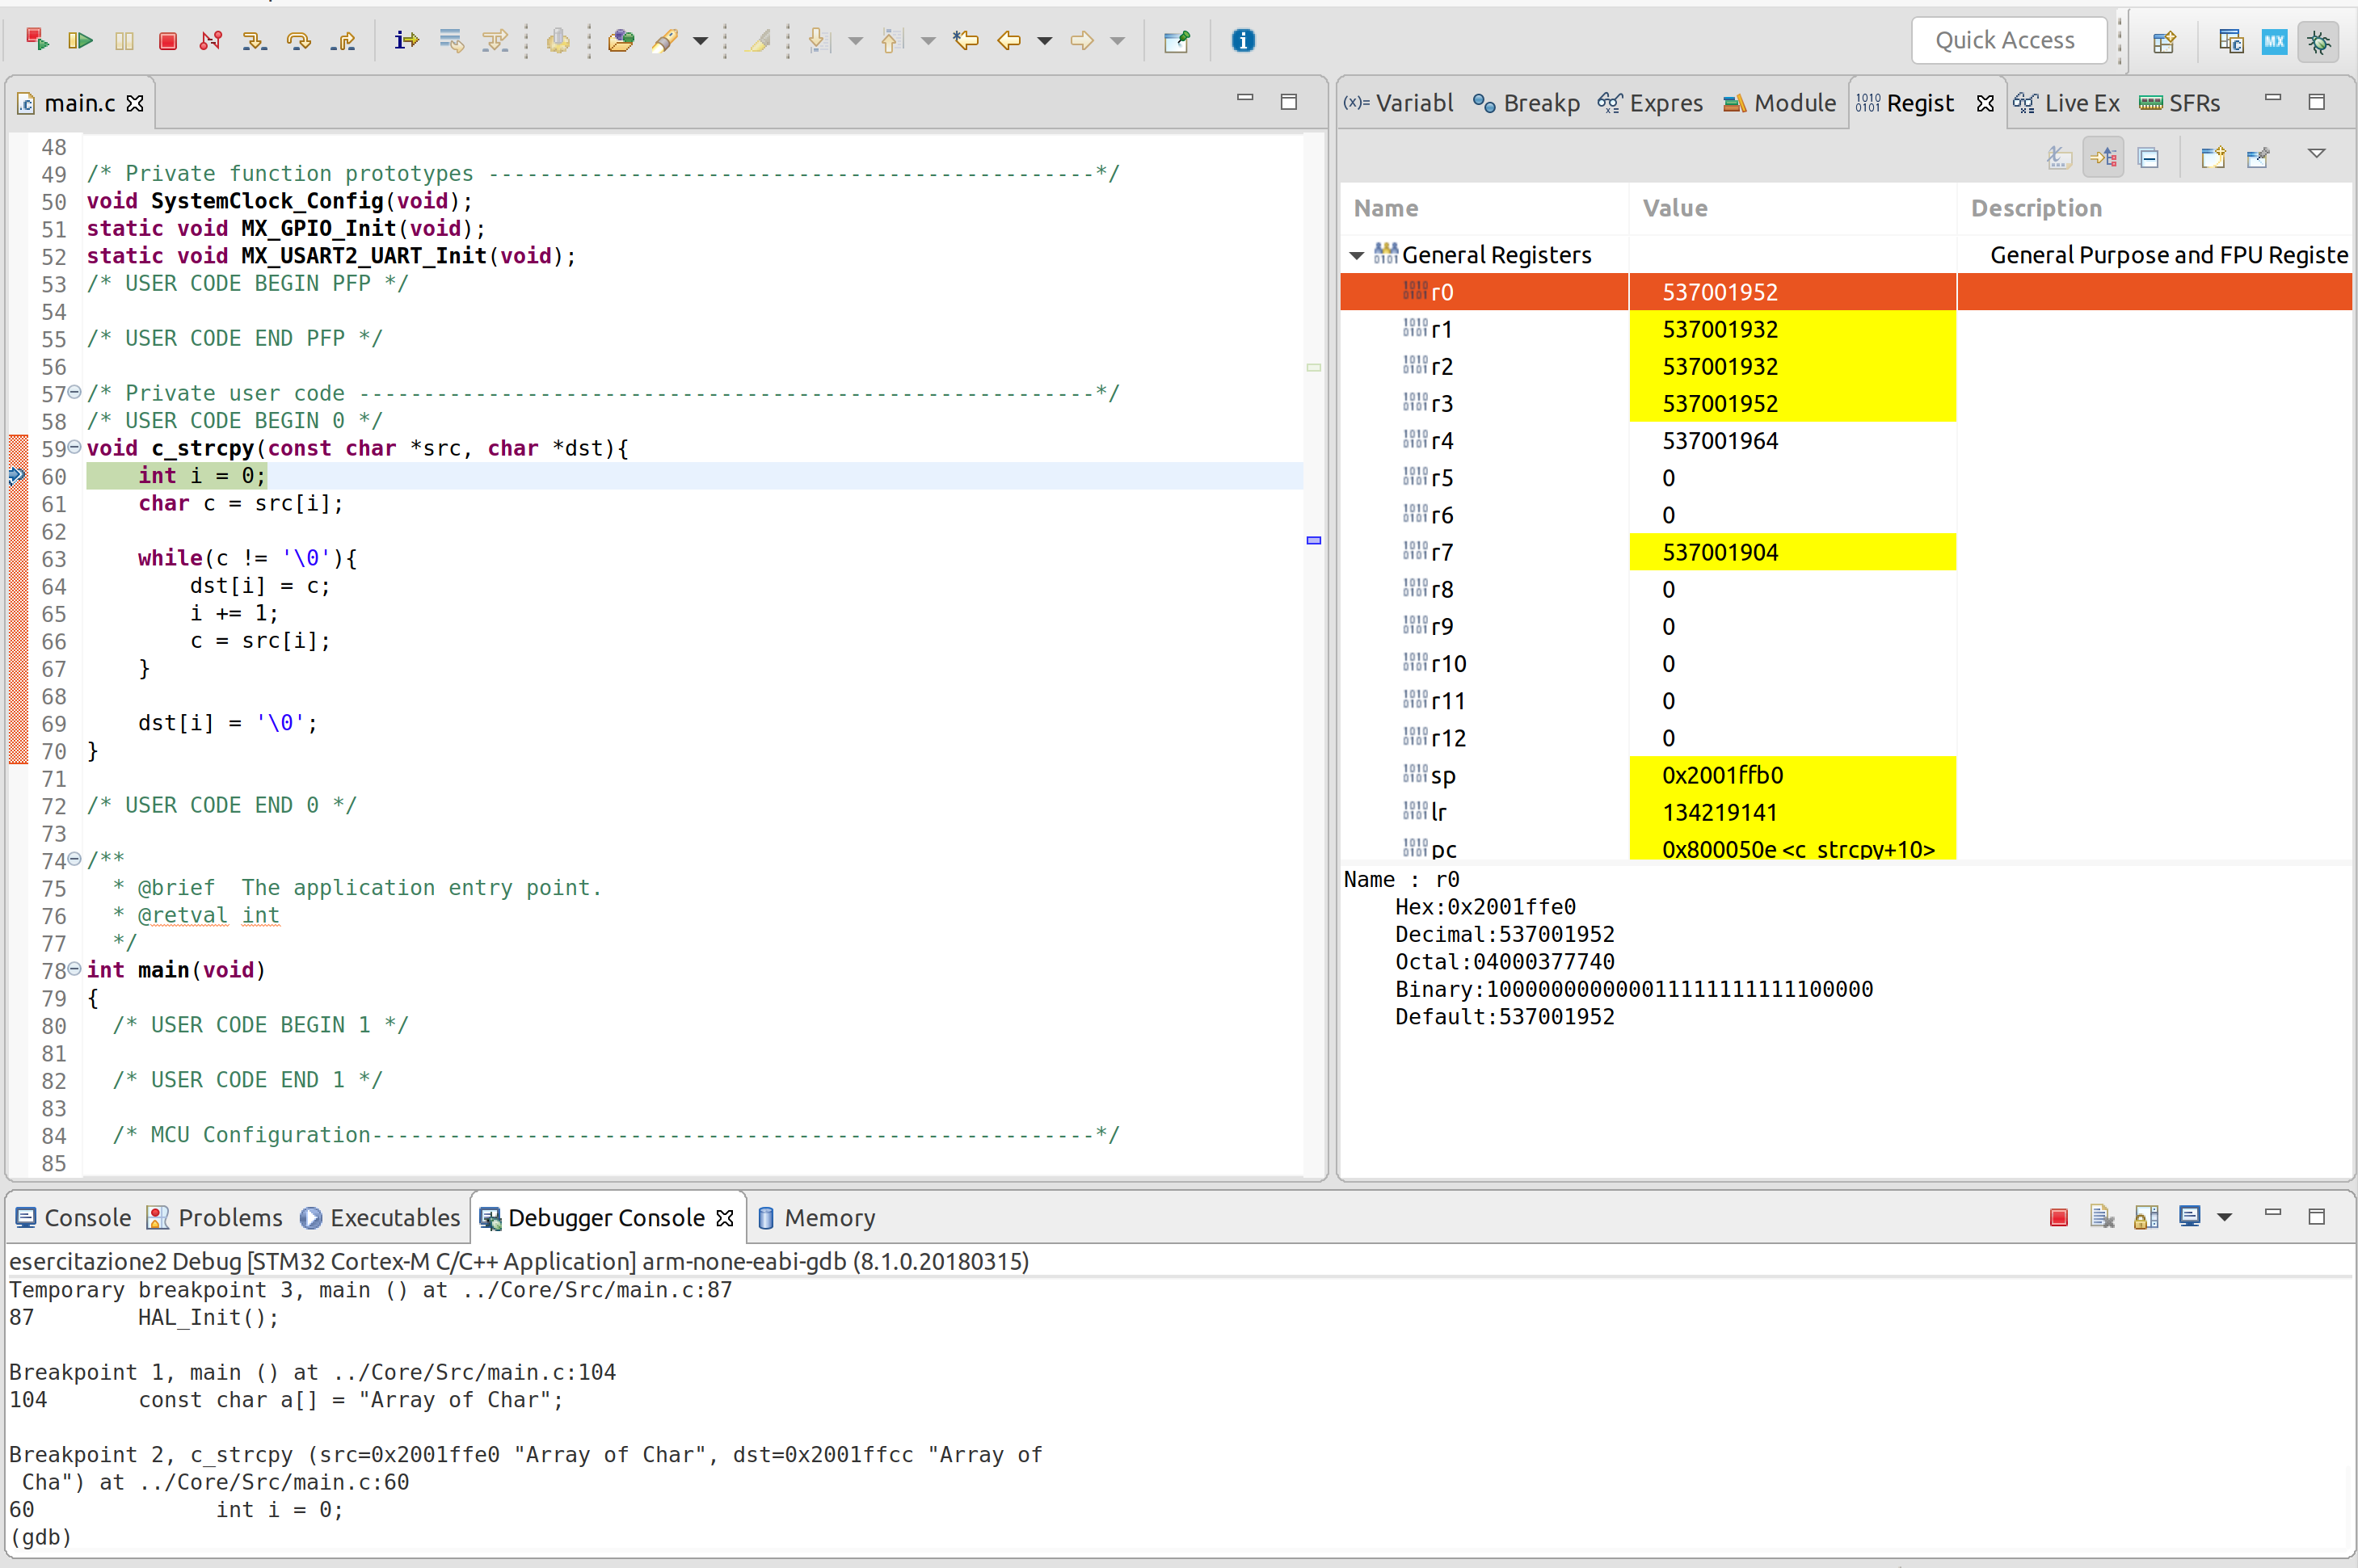 Quick Access
MX
main.c
48
49 /* Private function prototypes -----------------------------------------------*/
50 void SystemClock_Config(void);
51 static void MX_GPIO_Init(void);
52 static void MX_USART2_UART_Init(void);
53 /* USER CODE BEGIN PFP */
54
55 /* USER CODE END PFP */
56
57 /* Private user code ---------------------------------------------------------*/
58 /* USER CODE BEGIN 0 */
59 void c_strcpy(const char *src, char *dst){
60     int i = 0;
61     char c = src[i];
62
63     while(c != '\0'){
64         dst[i] = c;
65         i += 1;
66         c = src[i];
67     }
68
69     dst[i] = '\0';
70 }
71
72 /* USER CODE END 0 */
73
74 /**
75   * @brief  The application entry point.
76   * @retval int
77   */
78 int main(void)
79 {
80   /* USER CODE BEGIN 1 */
81
82   /* USER CODE END 1 */
83
84   /* MCU Configuration--------------------------------------------------------*/
85
(x)= Variabl Breakp Expres Module Regist Live Ex SFRs
Name Value Description
General Registers General Purpose and FPU Registe
r0 537001952
r1 537001932
r2 537001932
r3 537001952
r4 537001964
r5 0
r6 0
r7 537001904
r8 0
r9 0
r10 0
r11 0
r12 0
sp 0x2001ffb0
lr 134219141
pc 0x800050e <c_strcpy+10>
Name : r0
    Hex:0x2001ffe0
    Decimal:537001952
    Octal:04000377740
    Binary:100000000000011111111111100000
    Default:537001952
Console Problems Executables Debugger Console Memory
esercitazione2 Debug [STM32 Cortex-M C/C++ Application] arm-none-eabi-gdb (8.1.0.20180315)
Temporary breakpoint 3, main () at ../Core/Src/main.c:87
87        HAL_Init();
Breakpoint 1, main () at ../Core/Src/main.c:104
104       const char a[] = "Array of Char";
Breakpoint 2, c_strcpy (src=0x2001ffe0 "Array of Char", dst=0x2001ffcc "Array of
 Cha") at ../Core/Src/main.c:60
60              int i = 0;
(gdb)